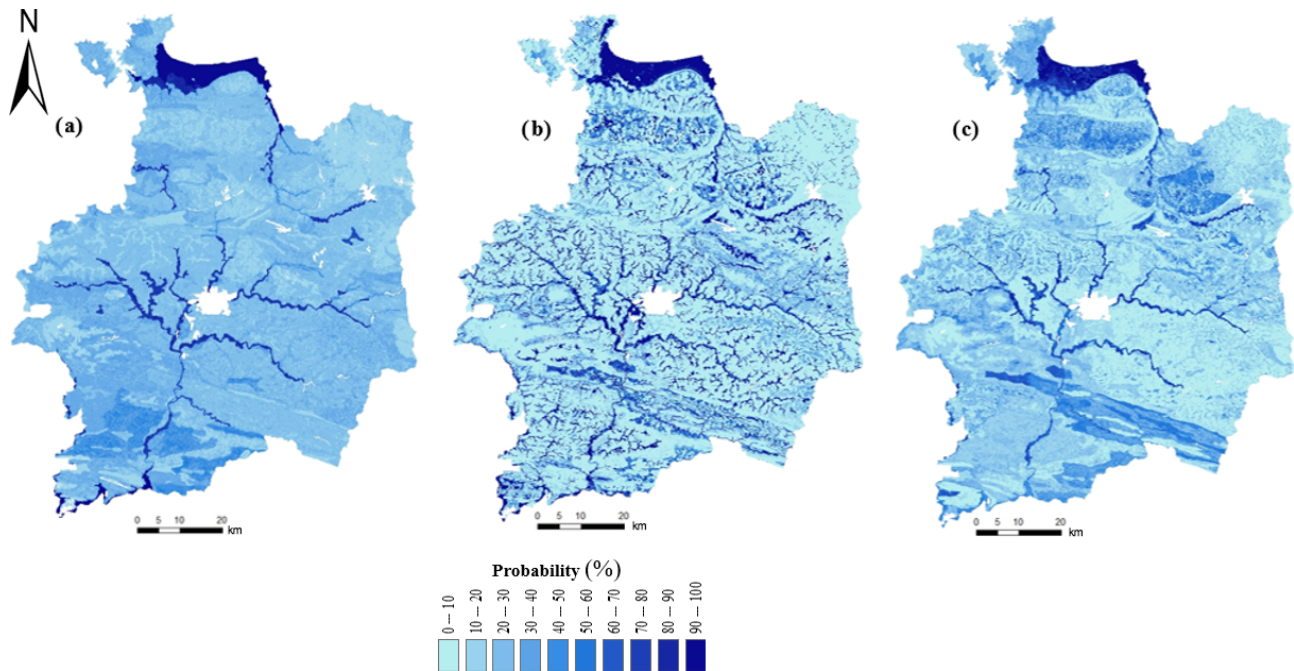 N
(a)
(b)
(c)
0 5 10 20
km
0 5 10 20
km
0 5 10 20
km
Probability (%)
0 — 10
10 — 20
20 — 30
30 — 40
40 — 50
50 — 60
60 — 70
70 — 80
80 — 90
90 — 100